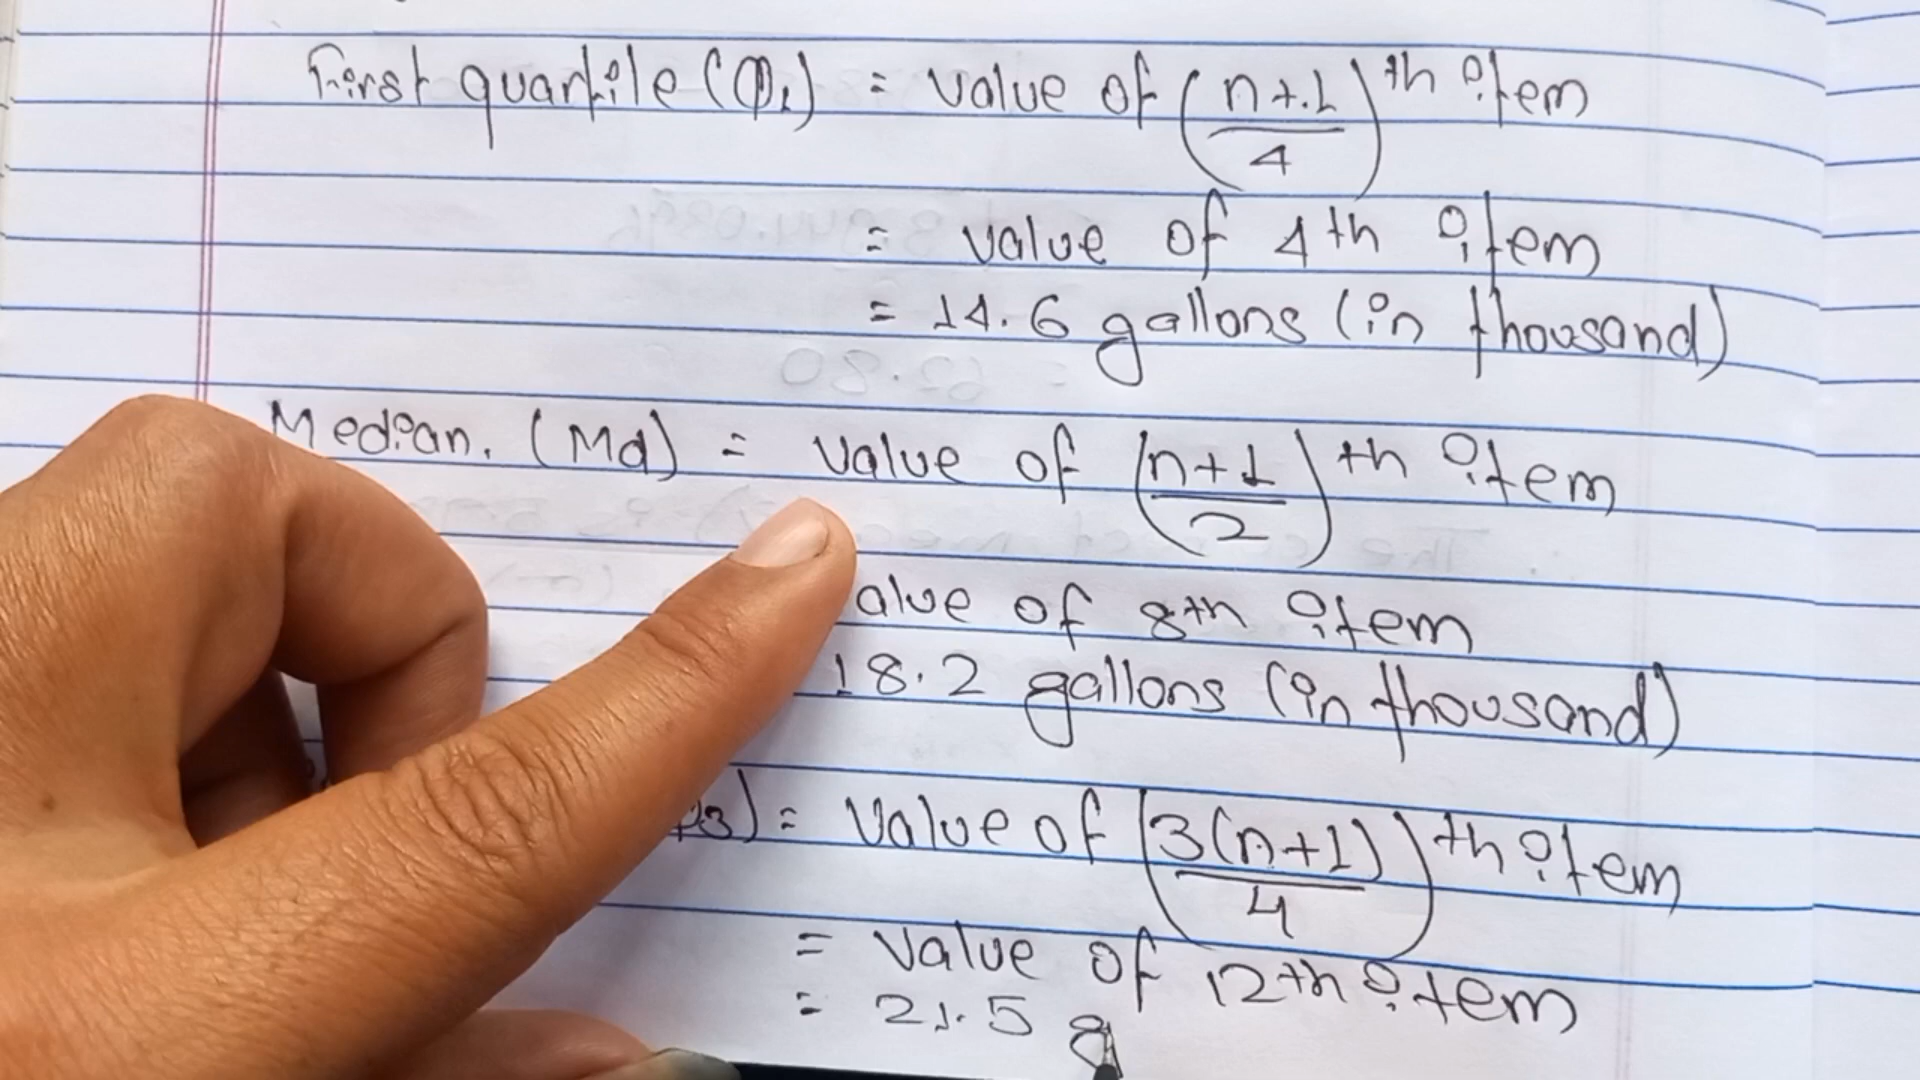 First quartile (Q1) = value of (n+1/4)th item
= value of 4th item
= 14.6 gallons (in thousand)
Median. (Md) = value of (n+1/2)th item
alue of 8th item
18.2 gallons (in thousand)
3) = Value of (3(n+1)/4)th item
= value of 12th item
= 21.5 g